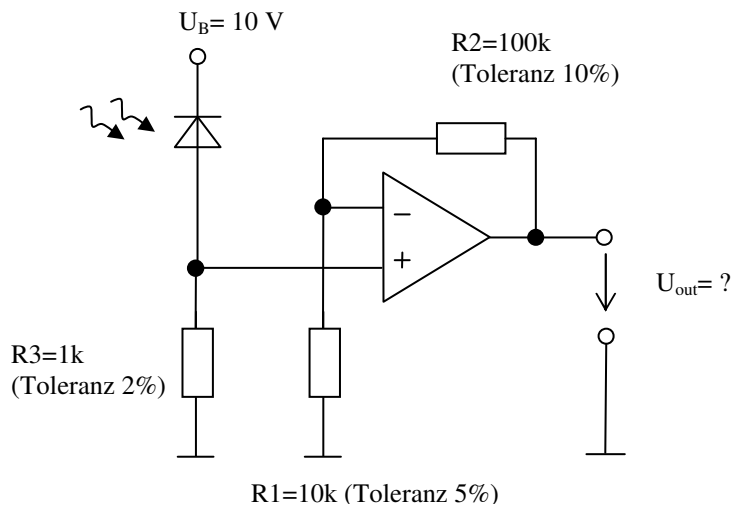 U_B= 10 V
R2=100k
(Toleranz 10%)
−
+
U_out= ?
R3=1k
(Toleranz 2%)
R1=10k (Toleranz 5%)